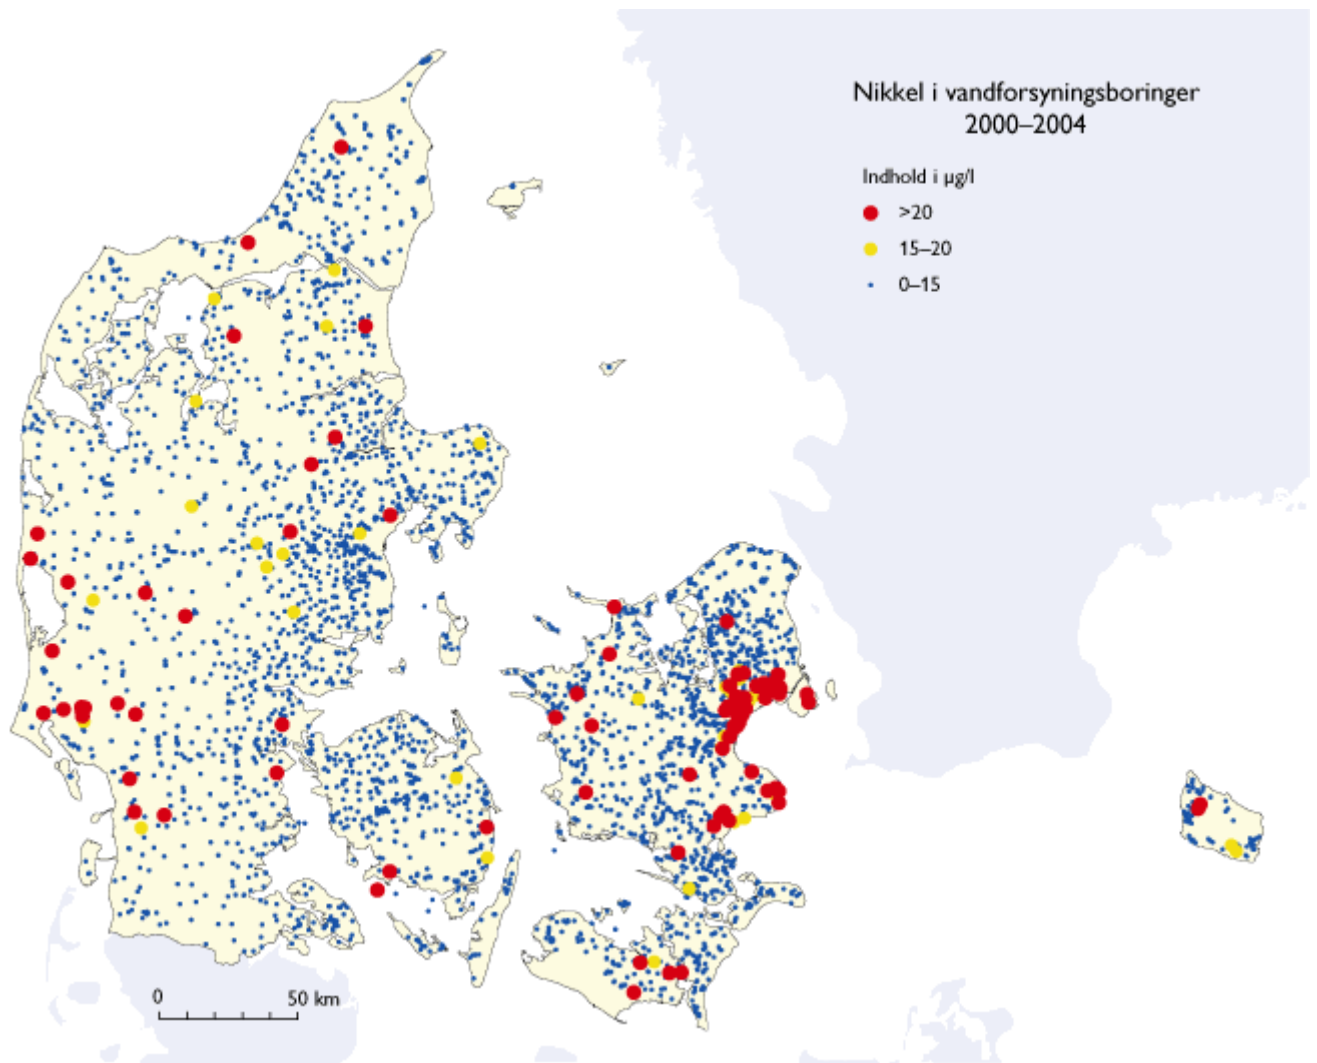 Nikkel i vandforsyningsboringer
2000–2004
Indhold i µg/l
>20
15–20
0–15
0 50 km